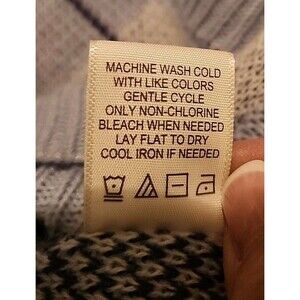 MACHINE WASH COLD
WITH LIKE COLORS
GENTLE CYCLE
ONLY NON-CHLORINE
BLEACH WHEN NEEDED
LAY FLAT TO DRY
COOL IRON IF NEEDED